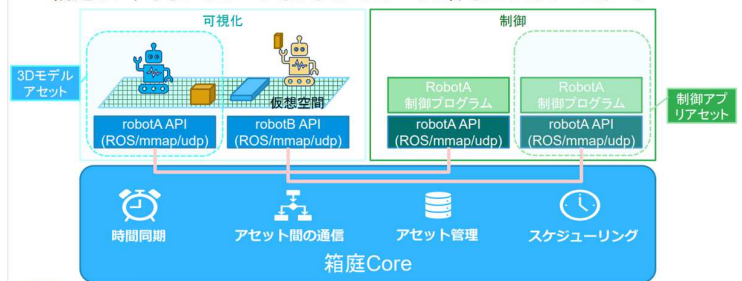 可視化
制御
3Dモデル
アセット
仮想空間
robotA API
(ROS/mmap/udp)
robotB API
(ROS/mmap/udp)
RobotA
制御プログラム
robotA API
(ROS/mmap/udp)
RobotA
制御プログラム
robotA API
(ROS/mmap/udp)
制御アプ
リアセット
時間同期
アセット間の通信
アセット管理
スケジューリング
箱庭Core